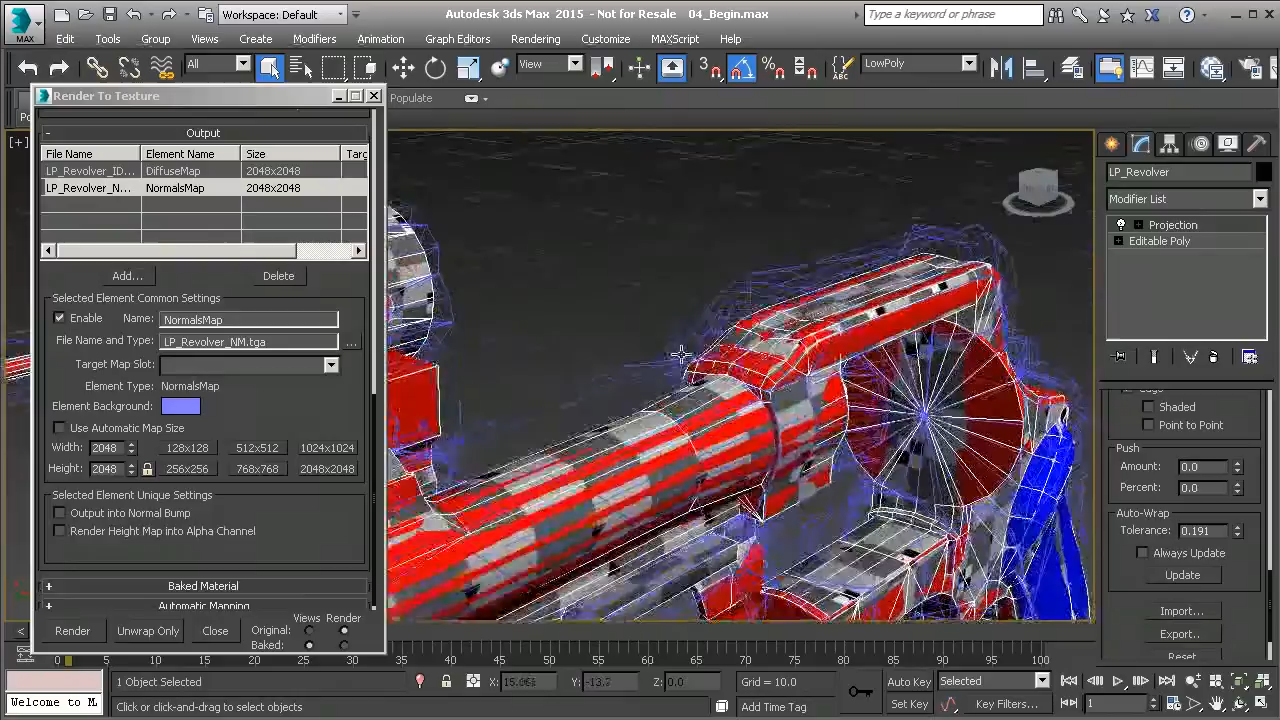 Workspace: Default
Autodesk 3ds Max 2015 - Not for Resale 04_Begin.max
Type a keyword or phrase
MAX
Edit Tools Group Views Create Modifiers Animation Graph Editors Rendering Customize MAXScript Help
All
View
3
LowPoly
Render To Texture
Populate
Output
File Name Element Name Size
LP_Revolver_ID... DiffuseMap 2048x2048
LP_Revolver_N... NormalsMap 2048x2048
Add... Delete
Selected Element Common Settings
Enable Name: NormalsMap
File Name and Type: LP_Revolver_NM.tga ...
Target Map Slot:
Element Type: NormalsMap
Element Background:
Use Automatic Map Size
Width: 2048 128x128 512x512 1024x1024
Height: 2048 256x256 768x768 2048x2048
Selected Element Unique Settings
Output into Normal Bump
Render Height Map into Alpha Channel
Baked Material
Automatic Mapping
Views Render
Render Unwrap Only Close Original:
Baked:
[+]
LP_Revolver
Modifier List
Projection
Editable Poly
Shaded
Point to Point
Push
Amount: 0.0
Percent: 0.0
Auto-Wrap
Tolerance: 0.191
Always Update
Update
Import...
Export..
Reset
0 5 10 15 20 25 30 35 40 45 50 55 60 65 70 75 80 85 90 95 100
1 Object Selected X: Y: Z: 0.0 Grid = 10.0 Auto Key Selected
Welcome to M Click or click-and-drag to select objects Add Time Tag Set Key Key Filters... 1